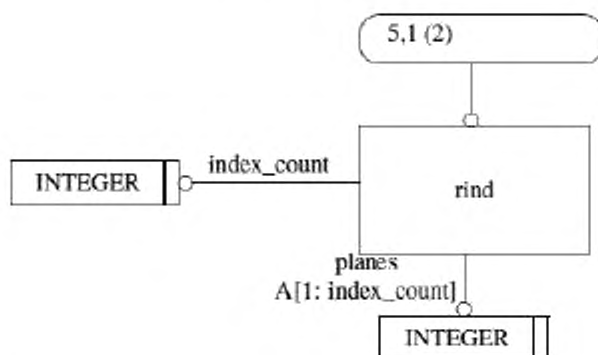 5,1 (2)
index_count
INTEGER
rind
planes
A[1: index_count]
INTEGER